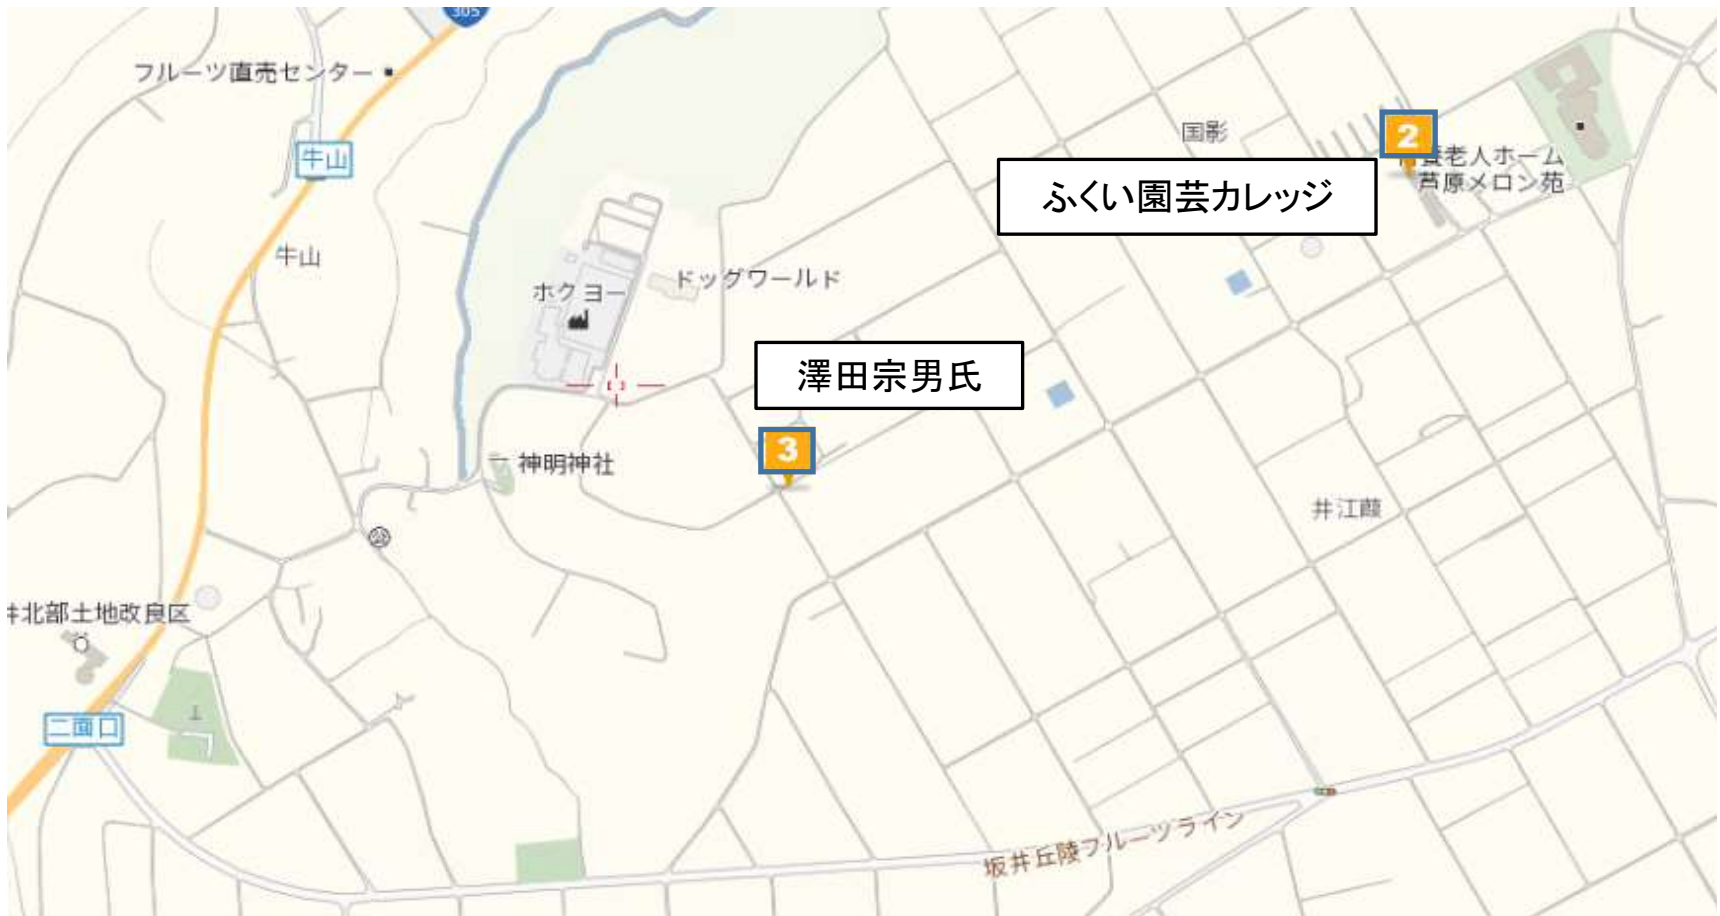 305
フルーツ直売センター
牛山
牛山
国影
2
養老人ホーム
芦原メロン苑
ふくい園芸カレッジ
ドッグワールド
ホクヨー
澤田宗男氏
3
神明神社
井江葭
井北部土地改良区
二面口
坂井丘陵フルーツライン